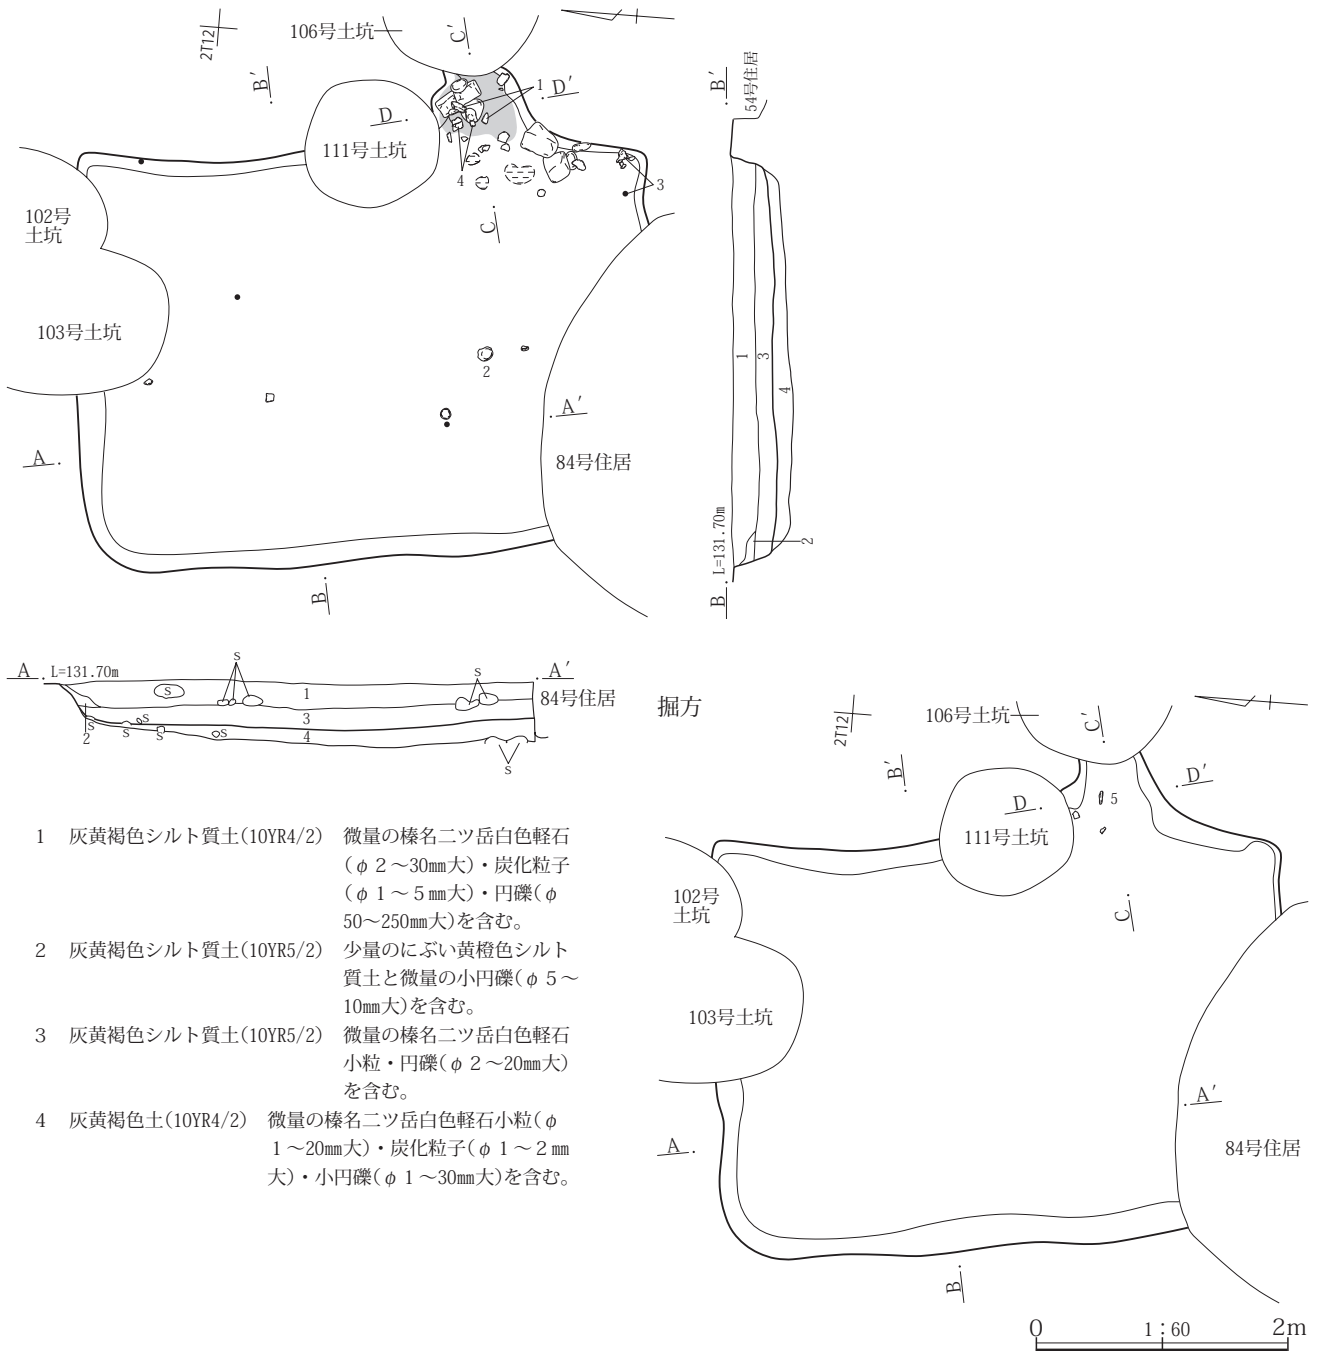 2T12
106号土坑
C′
B′
D
D′
1
111号土坑
4
3
C
102号
土坑
103号土坑
2
A′
A
84号住居
B
B′
54号住居
1
3
4
2
L=131.70m
B
A
L=131.70m
S
S
S
A′
84号住居
1
3
4
2
S
S
S
S
S
S
掘方
2T12
106号土坑
C′
B′
D′
D
5
111号土坑
C
102号
土坑
103号土坑
A′
A
84号住居
B
1 灰黄褐色シルト質土(10YR4/2) 微量の榛名二ツ岳白色軽石
(φ2～30㎜大)・炭化粒子
(φ1～5㎜大)・円礫(φ
50～250㎜大)を含む。
2 灰黄褐色シルト質土(10YR5/2) 少量のにぶい黄橙色シルト
質土と微量の小円礫(φ5～
10㎜大)を含む。
3 灰黄褐色シルト質土(10YR5/2) 微量の榛名二ツ岳白色軽石
小粒・円礫(φ2～20㎜大)
を含む。
4 灰黄褐色土(10YR4/2) 微量の榛名二ツ岳白色軽石小粒(φ
1～20㎜大)・炭化粒子(φ1～2㎜
大)・小円礫(φ1～30㎜大)を含む。
0 1:60 2m